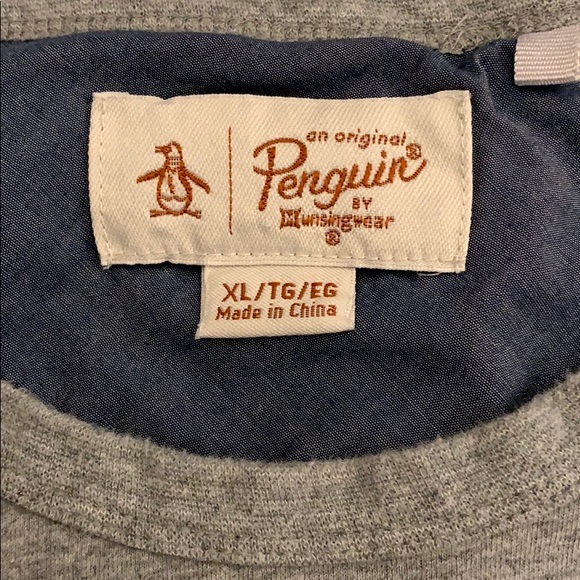 an original
Penguin®
BY
Munsingwear
®
XL/TG/EG
Made in China